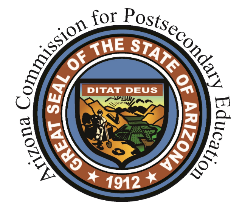 Arizona Commission for Postsecondary Education
GREAT SEAL OF THE STATE OF ARIZONA
DITAT DEUS
1912